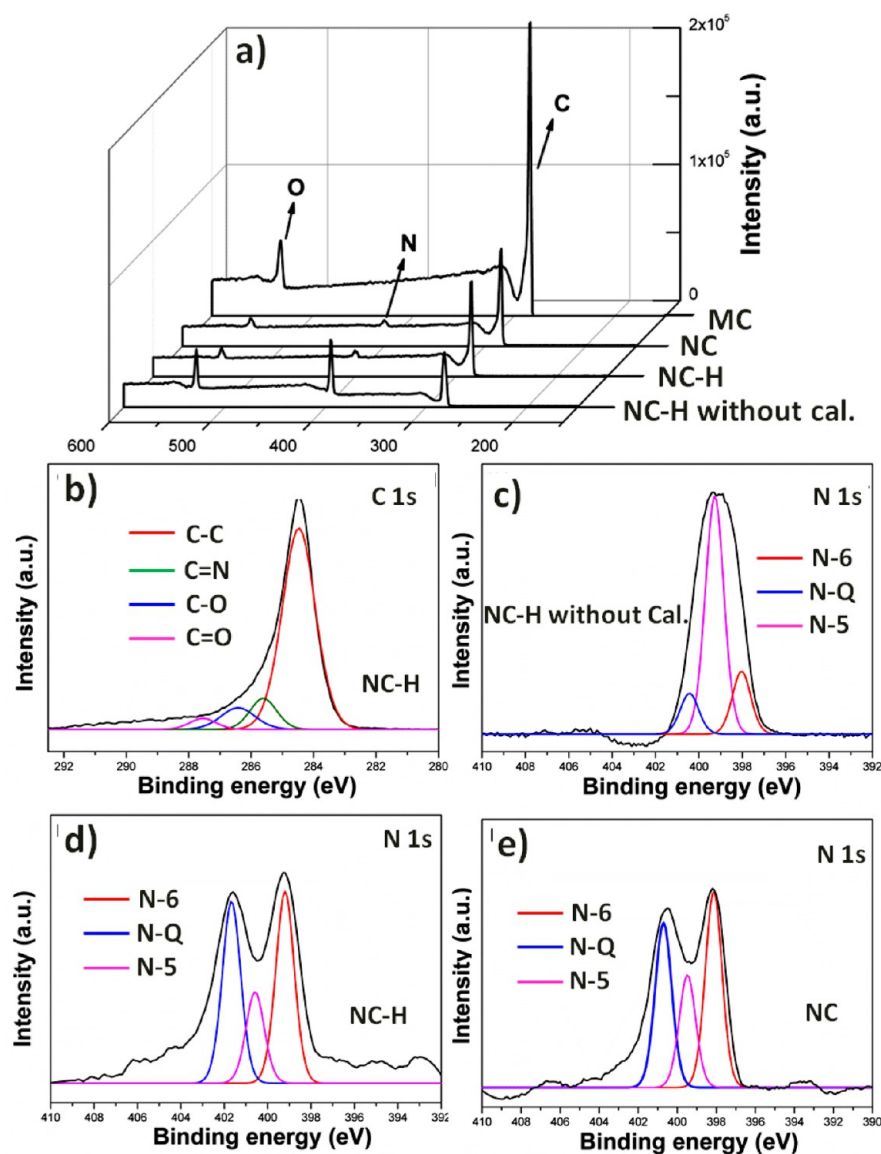 a)
2x10⁵
1x10⁵
0
Intensity (a.u.)
C
O
N
MC
NC
NC-H
NC-H without cal.
600 500 400 300 200
b)
C 1s
C-C
C=N
C-O
C=O
NC-H
Intensity (a.u.)
292 290 288 286 284 282 280
Binding energy (eV)
c)
N 1s
N-6
N-Q
N-5
NC-H without Cal.
Intensity (a.u.)
410 408 406 404 402 400 398 396 394 392
Binding energy (eV)
d)
N 1s
N-6
N-Q
N-5
NC-H
Intensity (a.u.)
410 408 406 404 402 400 398 396 394 392
Binding energy (eV)
e)
N 1s
N-6
N-Q
N-5
NC
Intensity (a.u.)
410 408 406 404 402 400 398 396 394 392 390
Binding energy (eV)